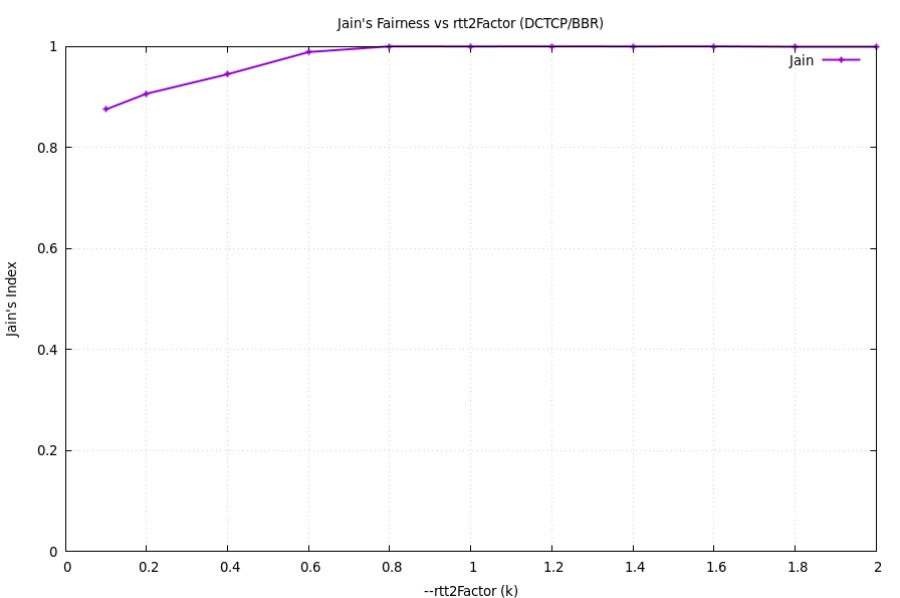 Jain's Fairness vs rtt2Factor (DCTCP/BBR)
1
Jain
0.8
0.6
Jain's Index
0.4
0.2
0
0 0.2 0.4 0.6 0.8 1 1.2 1.4 1.6 1.8 2
--rtt2Factor (k)